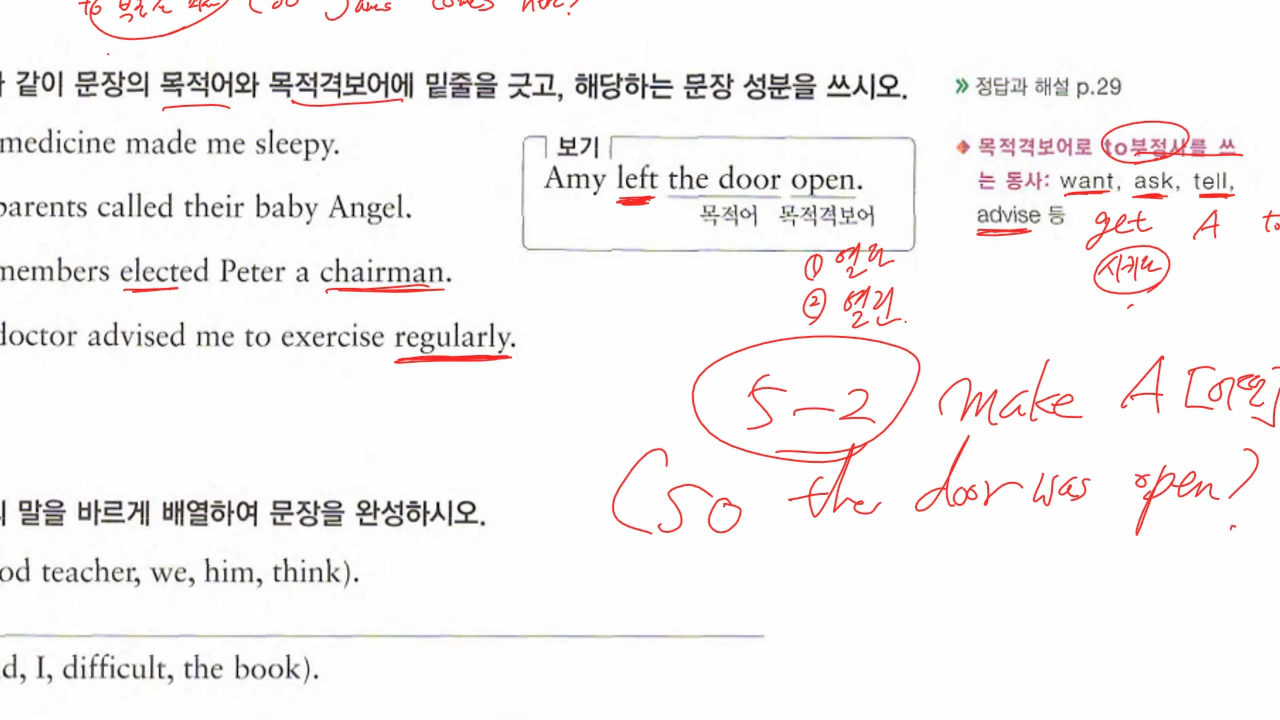 to 부정사
같이 문장의 목적어와 목적격보어에 밑줄을 긋고, 해당하는 문장 성분을 쓰시오.
medicine made me sleepy.
parents called their baby Angel.
members elected Peter a chairman.
doctor advised me to exercise regularly.
보기
Amy left the door open.
목적어 목적격보어
① 열라
② 열린
» 정답과 해설 p.29
목적격보어로 to부정사를 쓰
는 동사: want, ask, tell,
advise 등 get A to
시키다
5-2 make A
(so the door was open?
말을 바르게 배열하여 문장을 완성하시오.
od teacher, we, him, think).
d, I, difficult, the book).